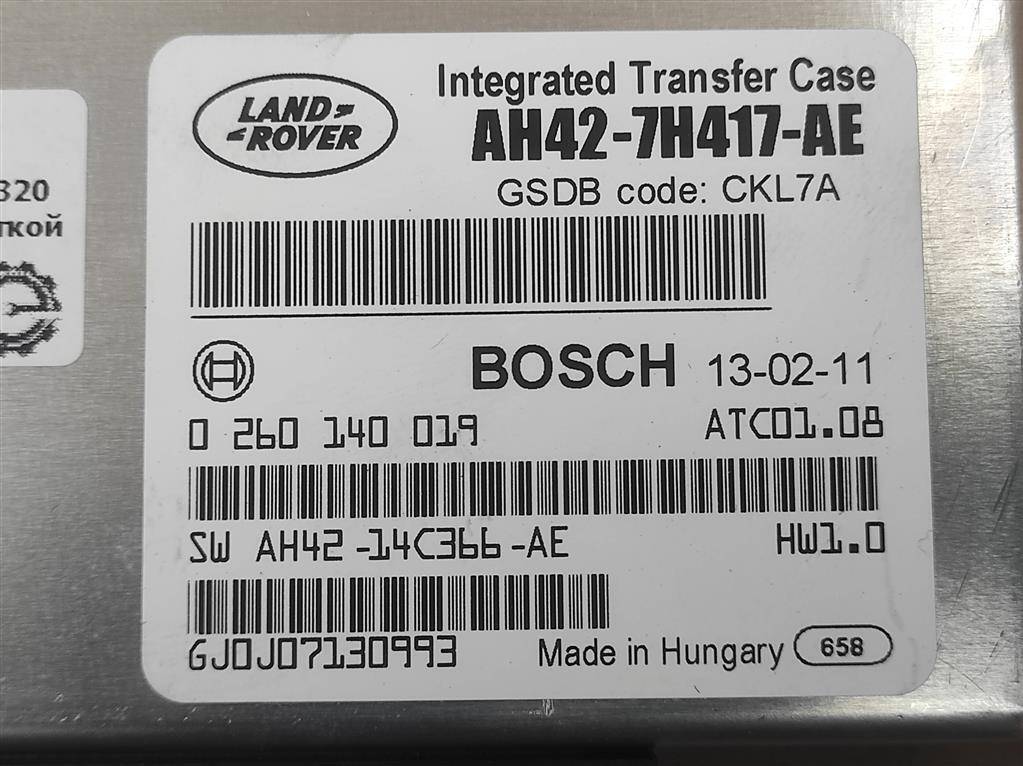 LAND
ROVER
Integrated Transfer Case
AH42-7H417-AE
GSDB code: CKL7A
BOSCH 13-02-11
0 260 140 019 ATC01.08
SW AH42-14C366-AE HW1.0
GJ0J07130993 Made in Hungary 658
320